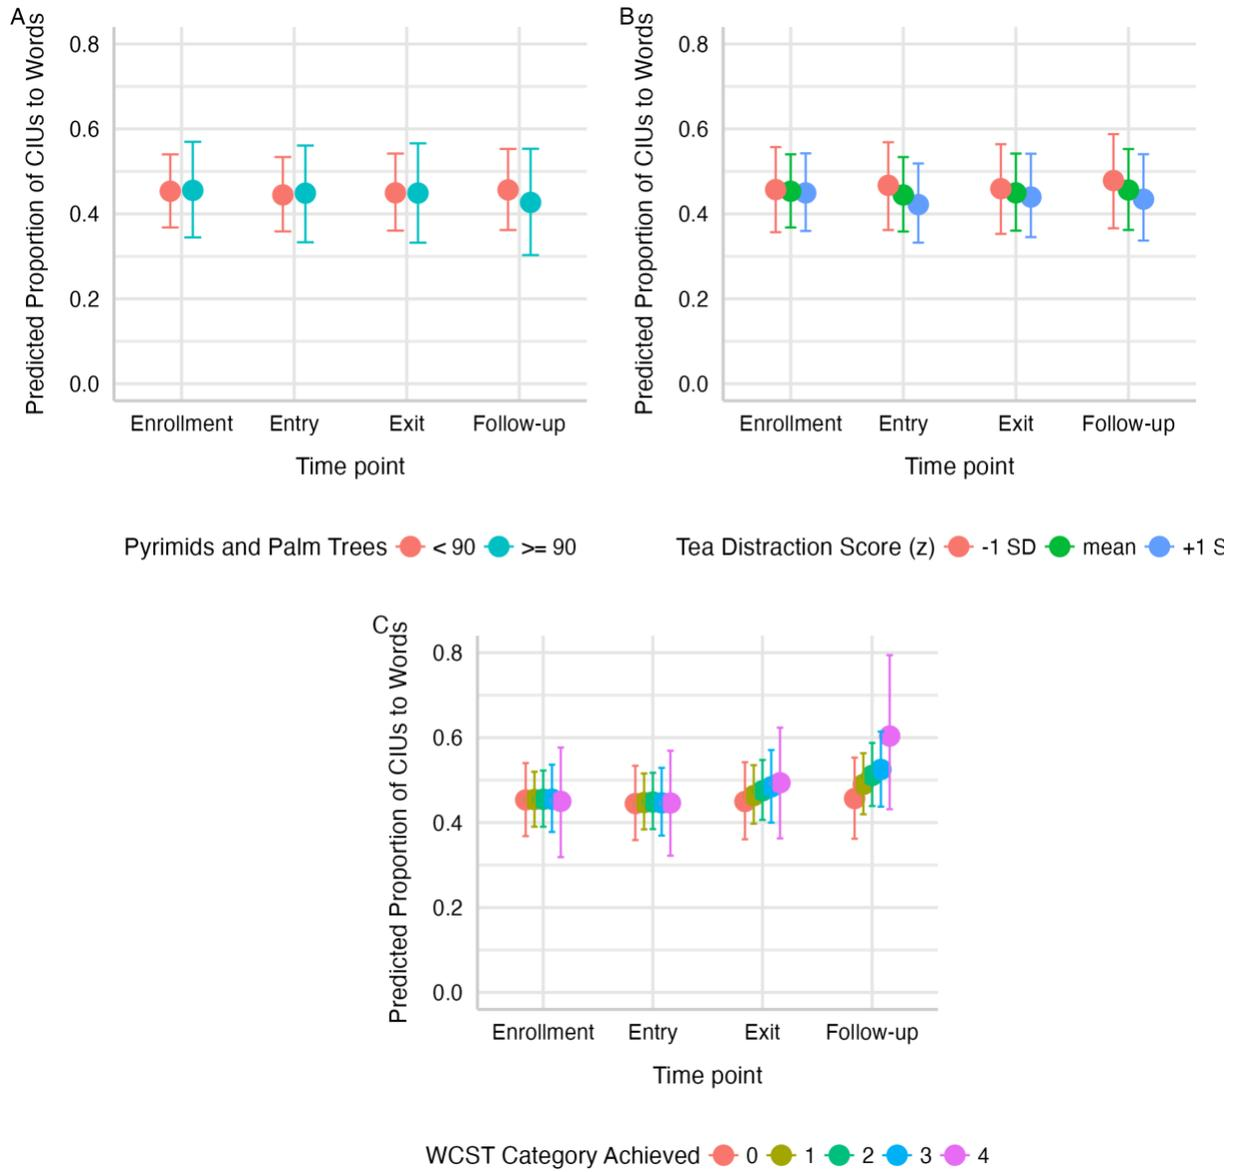 A
Predicted Proportion of CIUs to Words
0.8
0.6
0.4
0.2
0.0
Enrollment Entry Exit Follow-up
Time point
Pyrimids and Palm Trees < 90 >= 90
B
Predicted Proportion of CIUs to Words
0.8
0.6
0.4
0.2
0.0
Enrollment Entry Exit Follow-up
Time point
Tea Distraction Score (z) -1 SD mean +1 S
C
Predicted Proportion of CIUs to Words
0.8
0.6
0.4
0.2
0.0
Enrollment Entry Exit Follow-up
Time point
WCST Category Achieved 0 1 2 3 4